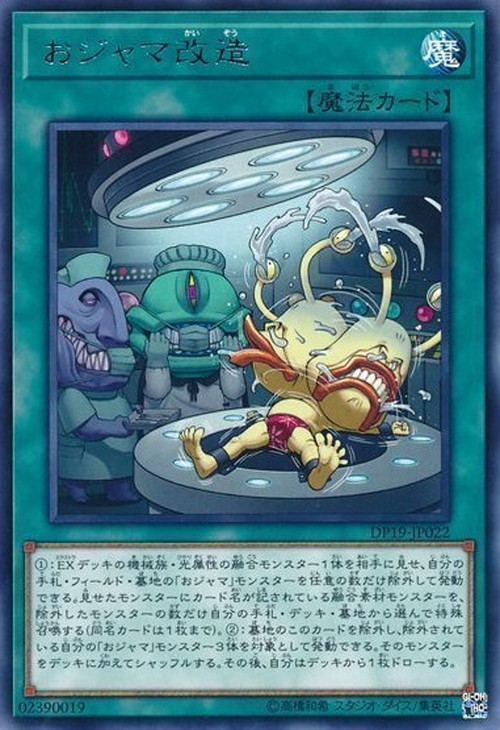 おジャマ改造
かい ぞう
魔
【魔法カード】
DP19-JP022
①:EXデッキの機械族・光属性の融合モンスター1体を相手に見せ、自分の
手札・フィールド・墓地の「おジャマ」モンスターを任意の数だけ除外して発動
できる。見せたモンスターにカード名が記されている融合素材モンスターを、
除外したモンスターの数だけ自分の手札・デッキ・墓地から選んで特殊
召喚する(同名カードは1枚まで)。②:墓地のこのカードを除外し、除外されて
いる自分の「おジャマ」モンスター3体を対象として発動できる。そのモンスター
をデッキに加えてシャッフルする。その後、自分はデッキから1枚ドローする。
02390019
©高橋和希 スタジオ・ダイス/集英社